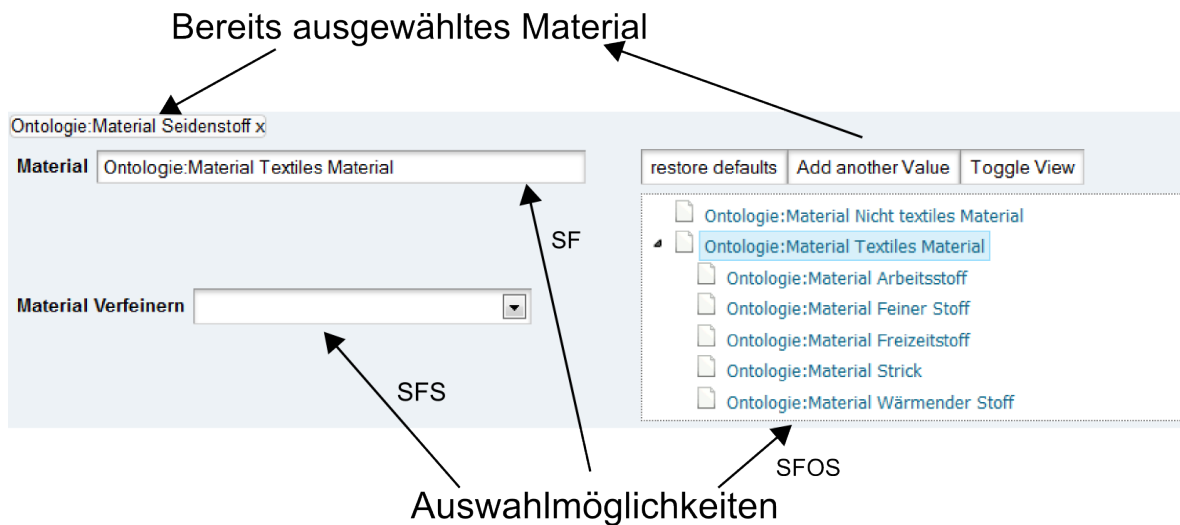 Bereits ausgewähltes Material
Ontologie:Material Seidenstoff x
Material Ontologie:Material Textiles Material
restore defaults Add another Value Toggle View
Ontologie:Material Nicht textiles Material
SF
Ontologie:Material Textiles Material
Ontologie:Material Arbeitsstoff
Material Verfeinern
Ontologie:Material Feiner Stoff
Ontologie:Material Freizeitstoff
Ontologie:Material Strick
SFS
Ontologie:Material Wärmender Stoff
SFOS
Auswahlmöglichkeiten